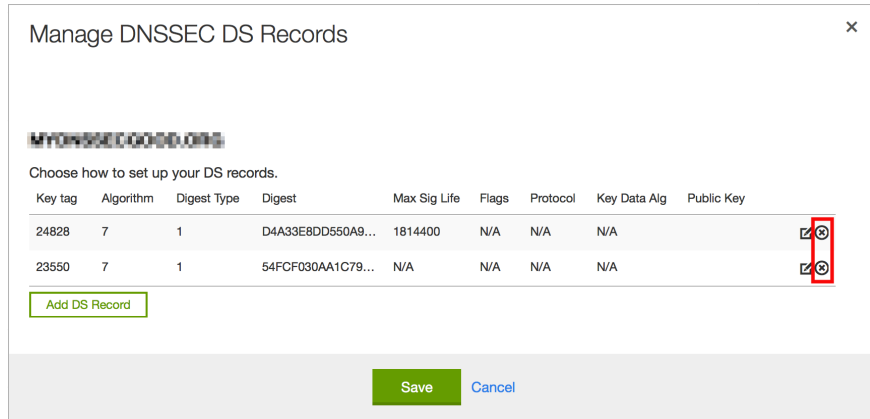 Manage DNSSEC DS Records
Choose how to set up your DS records.
Key tag Algorithm Digest Type Digest Max Sig Life Flags Protocol Key Data Alg Public Key
24828 7 1 D4A33E8DD550A9... 1814400 N/A N/A N/A
23550 7 1 54FCF030AA1C79... N/A N/A N/A N/A
Add DS Record
Save Cancel